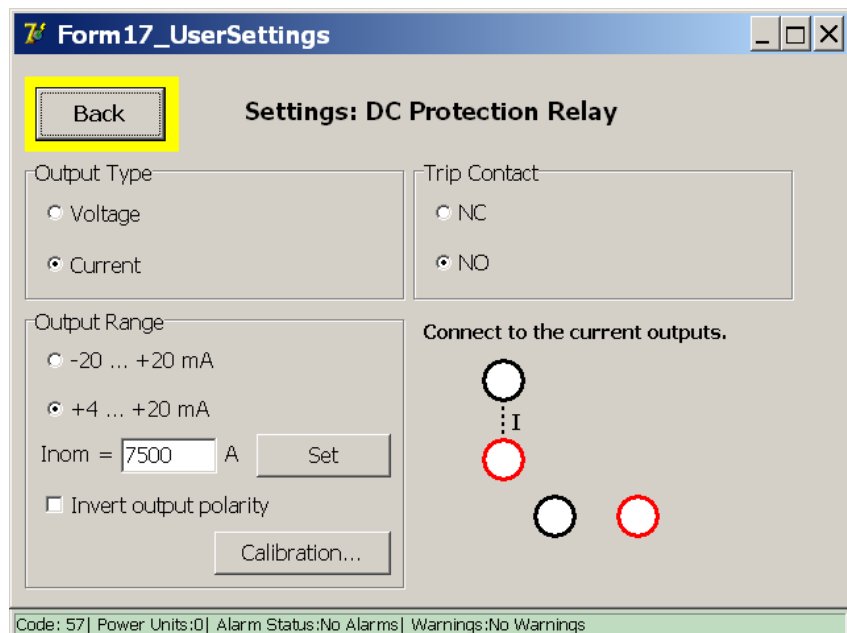 Form17_UserSettings
Back
Settings: DC Protection Relay
Output Type
Voltage
Current
Trip Contact
NC
NO
Output Range
-20 ... +20 mA
+4 ... +20 mA
Inom = 7500 A Set
Invert output polarity
Calibration...
Connect to the current outputs.
I
Code: 57| Power Units:0| Alarm Status:No Alarms| Warnings:No Warnings